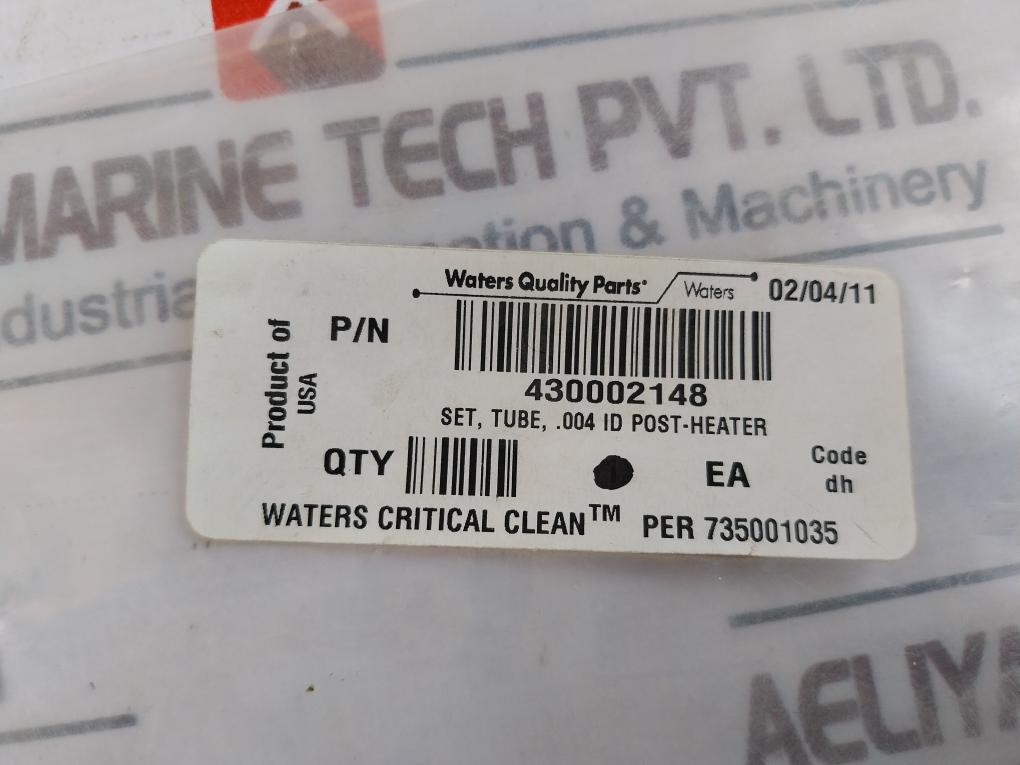 MARINE TECH PVT. LTD.
& Machinery
Waters Quality Parts
Waters
02/04/11
Product of
USA
P/N
430002148
SET, TUBE, .004 ID POST-HEATER
QTY
EA
Code
dh
WATERS CRITICAL CLEAN™ PER 735001035